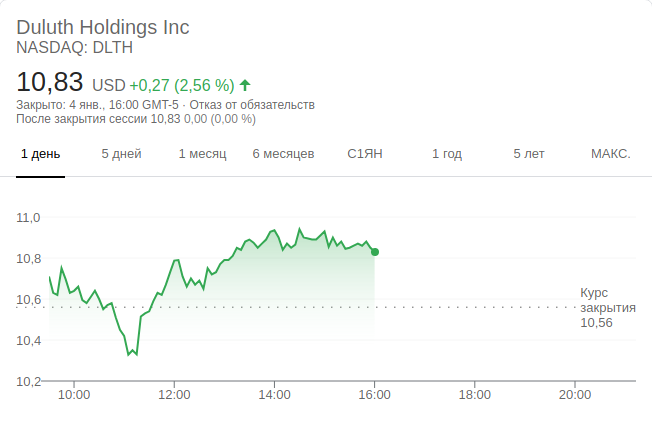 Duluth Holdings Inc
NASDAQ: DLTH
10,83 USD +0,27 (2,56 %)
Закрыто: 4 янв., 16:00 GMT-5 · Отказ от обязательств
После закрытия сессии 10,83 0,00 (0,00 %)
1 день 5 дней 1 месяц 6 месяцев С1ЯН 1 год 5 лет МАКС.
11,0
10,8
10,6
10,4
10,2
Курс
закрытия
10,56
10:00 12:00 14:00 16:00 18:00 20:00